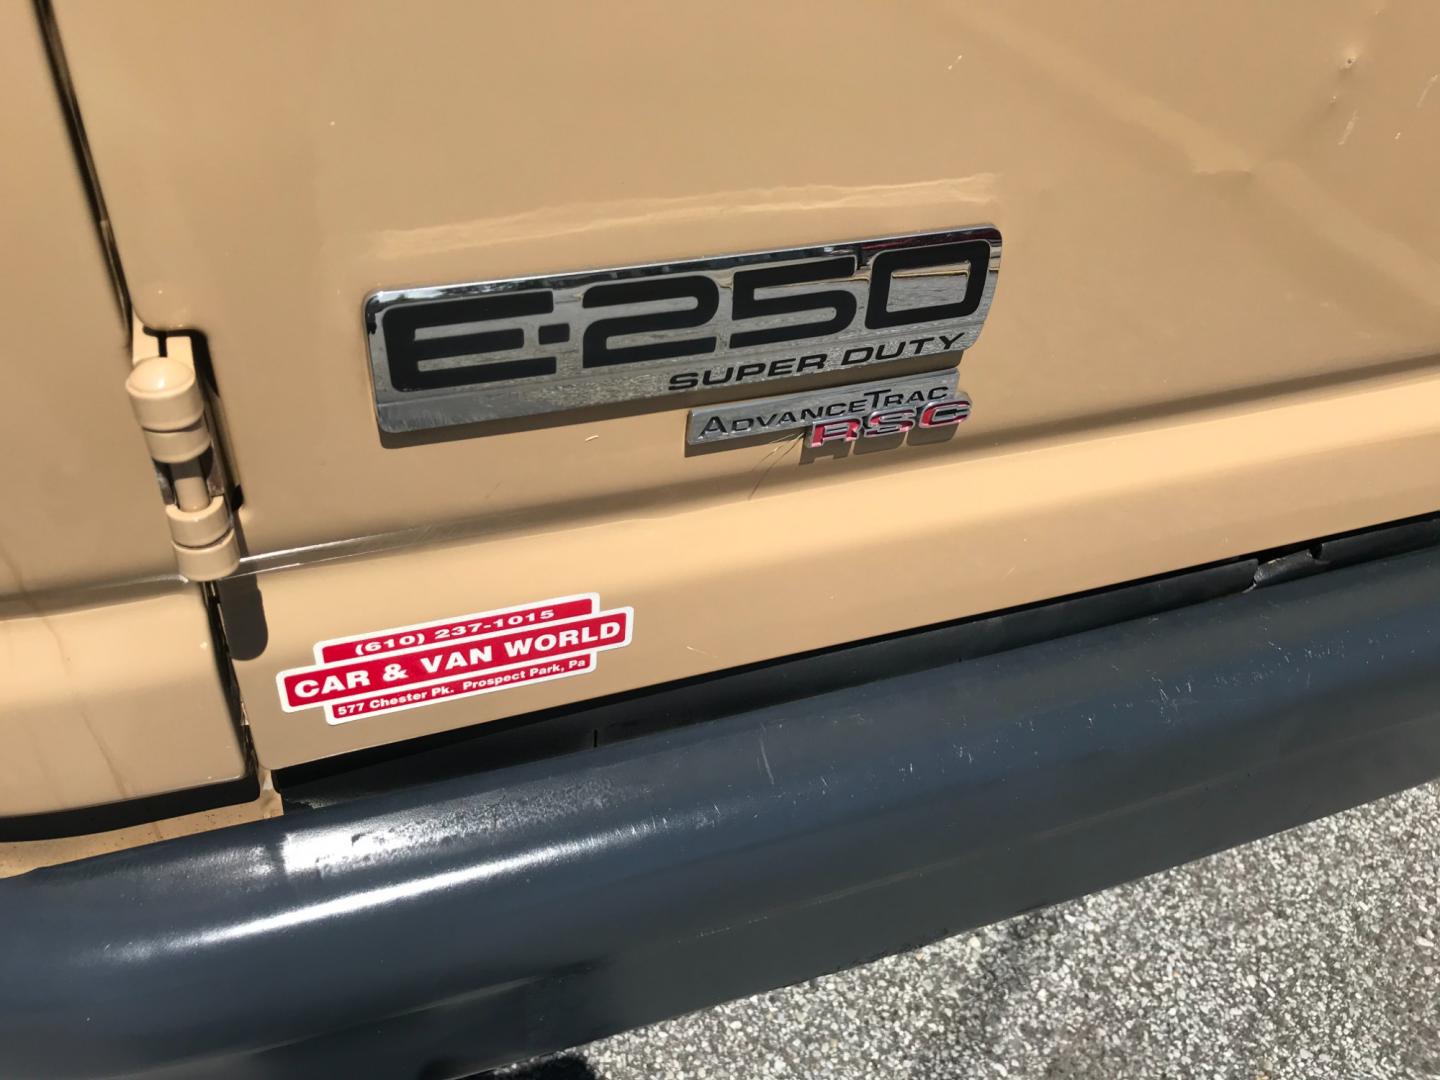 E-250
SUPER DUTY
ADVANCETRAC
RSC
(610) 237-1015
CAR & VAN WORLD
577 Chester Pk. Prospect Park, Pa